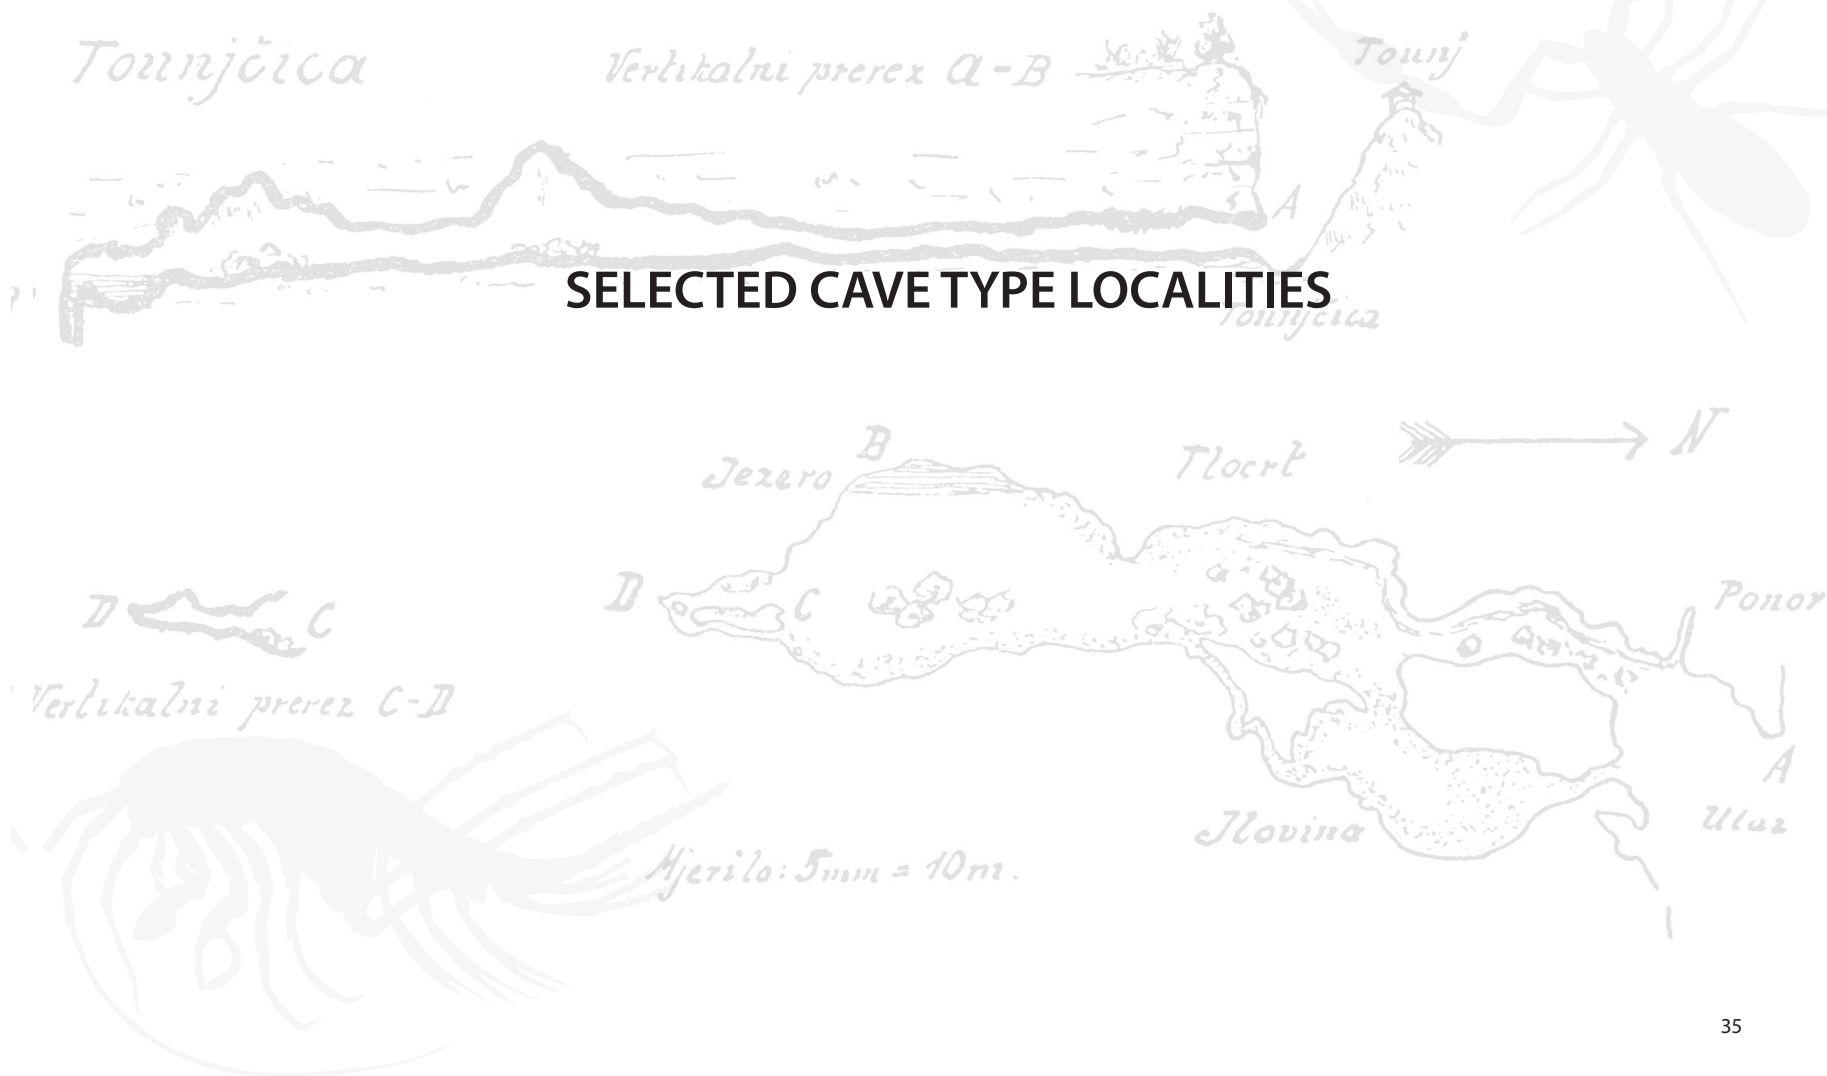 Tounjčica
Vertikalni prerez A-B
Tounj
A
SELECTED CAVE TYPE LOCALITIES
Tounjčica
N
B
Tlocrt
Jezero
D
C
Ponor
D
C
Vertikalni prerez C-D
A
Ulaz
Ilovina
Mjerilo: 5mm = 10m.
35